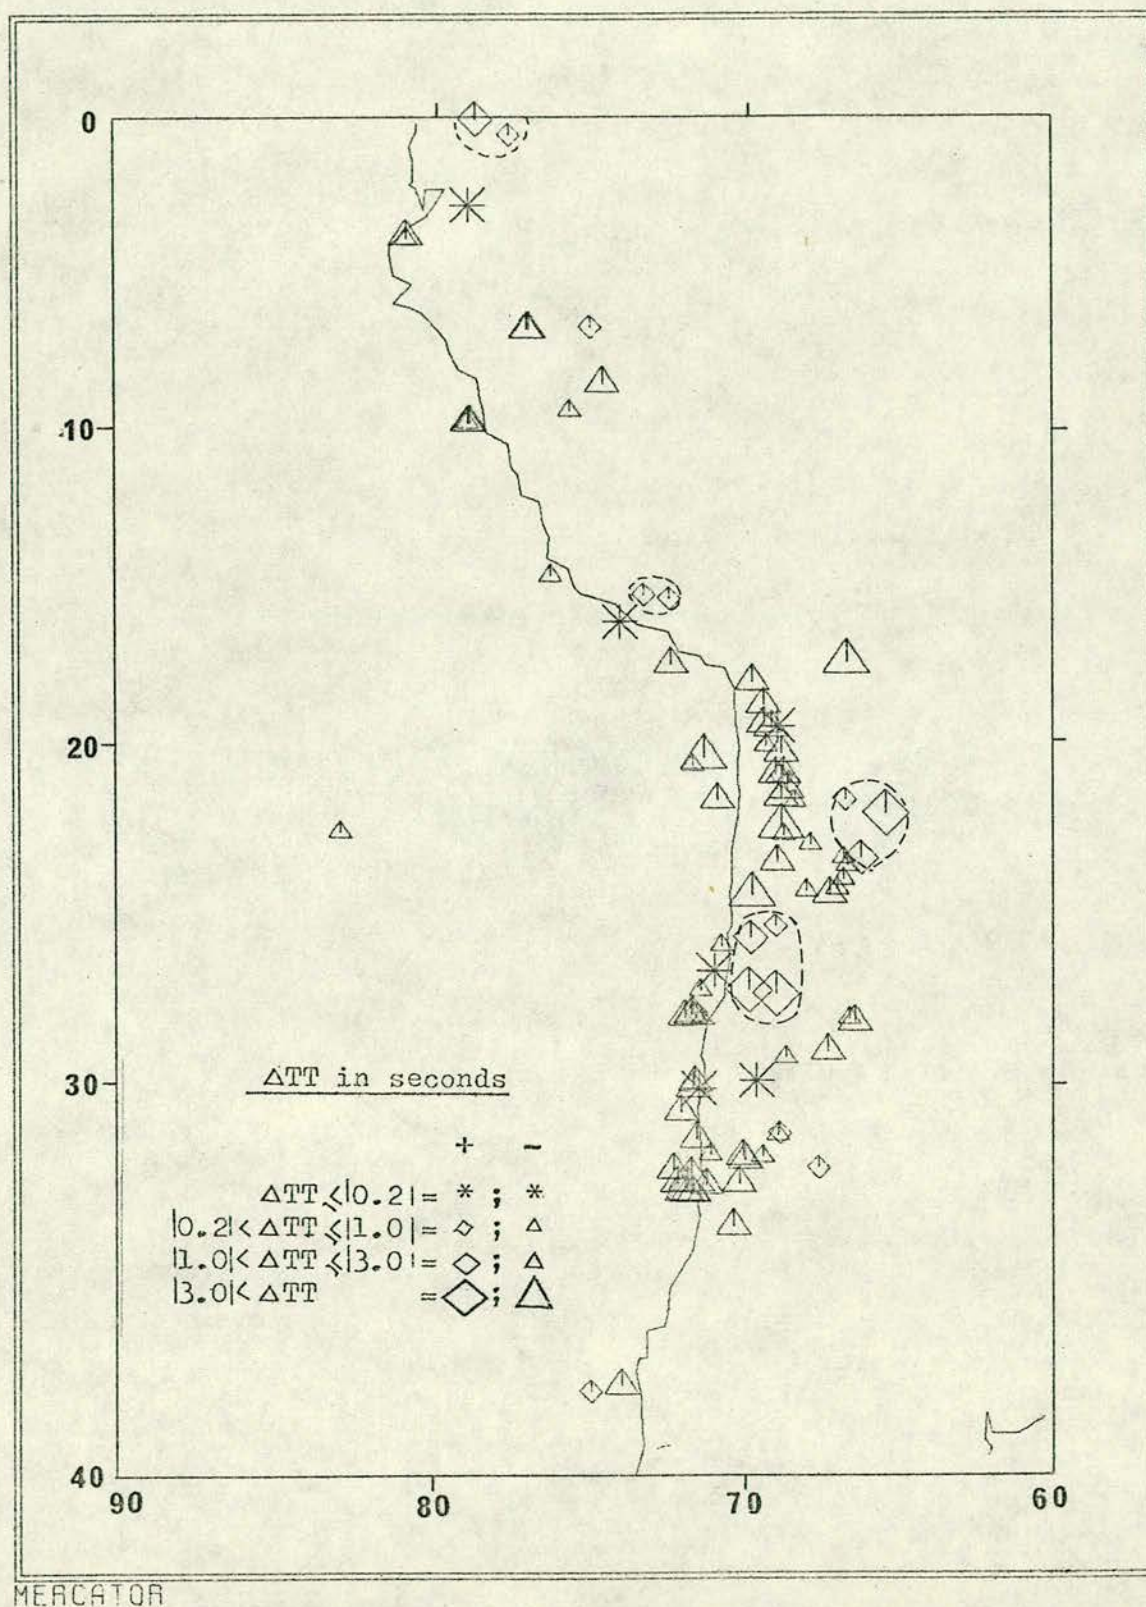 0
10
20
30
40
90 80 70 60
ΔTT in seconds
+ −
ΔTT ⩽|0.2|= * ; *
|0.2|< ΔTT ⩽|1.0|= ◇ ; △
|1.0|< ΔTT ⩽|3.0|= ◇ ; △
|3.0|< ΔTT = ◇ ; △
MERCATOR